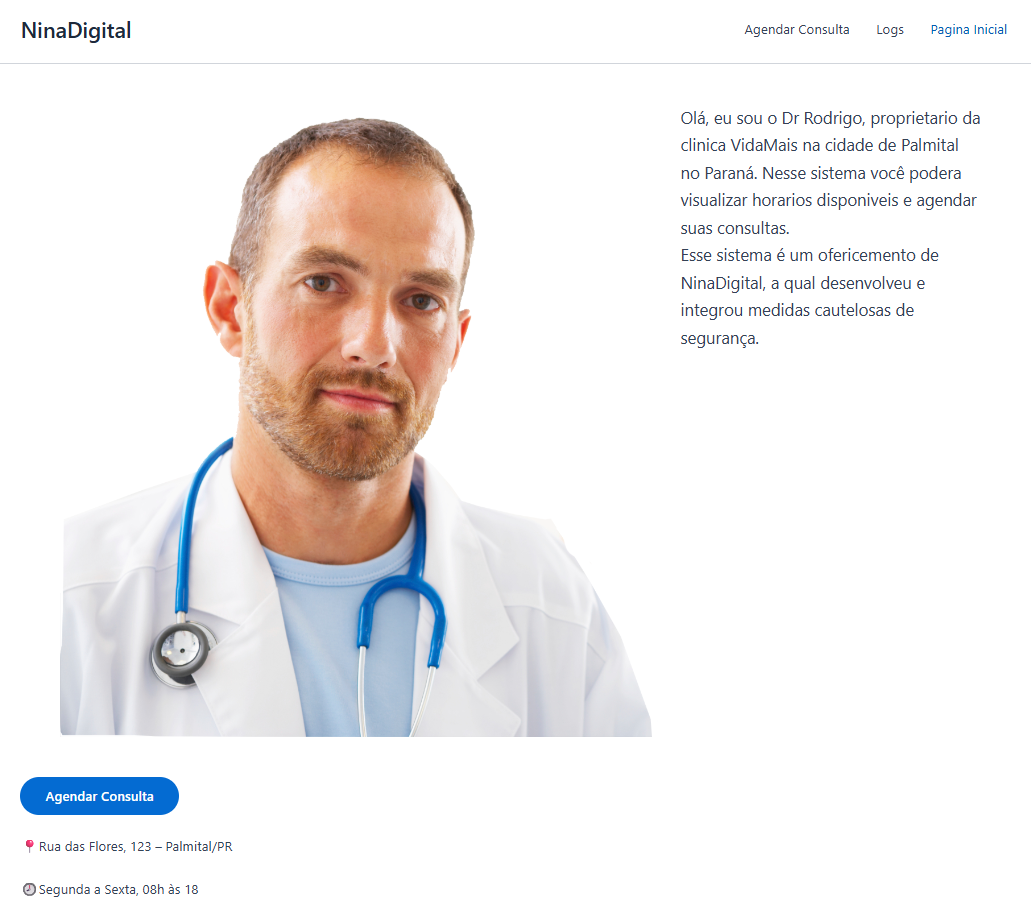 NinaDigital
Agendar Consulta Logs Pagina Inicial
Olá, eu sou o Dr Rodrigo, proprietario da
clinica VidaMais na cidade de Palmital
no Paraná. Nesse sistema você podera
visualizar horarios disponiveis e agendar
suas consultas.
Esse sistema é um ofericemento de
NinaDigital, a qual desenvolveu e
integrou medidas cautelosas de
segurança.
Agendar Consulta
📍 Rua das Flores, 123 – Palmital/PR
🕗 Segunda a Sexta, 08h às 18